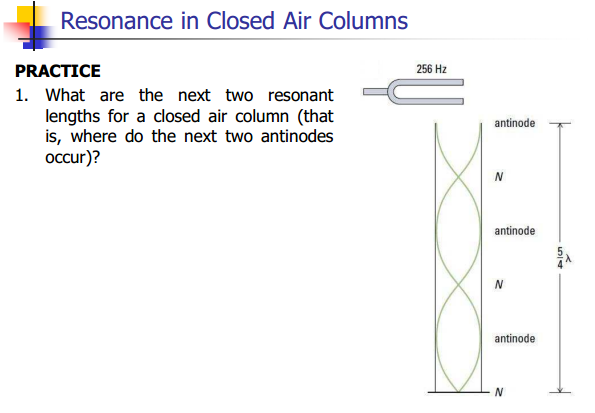 Resonance in Closed Air Columns
PRACTICE
1. What are the next two resonant
lengths for a closed air column (that
is, where do the next two antinodes
occur)?
256 Hz
antinode
N
antinode
N
antinode
N
5/4 λ